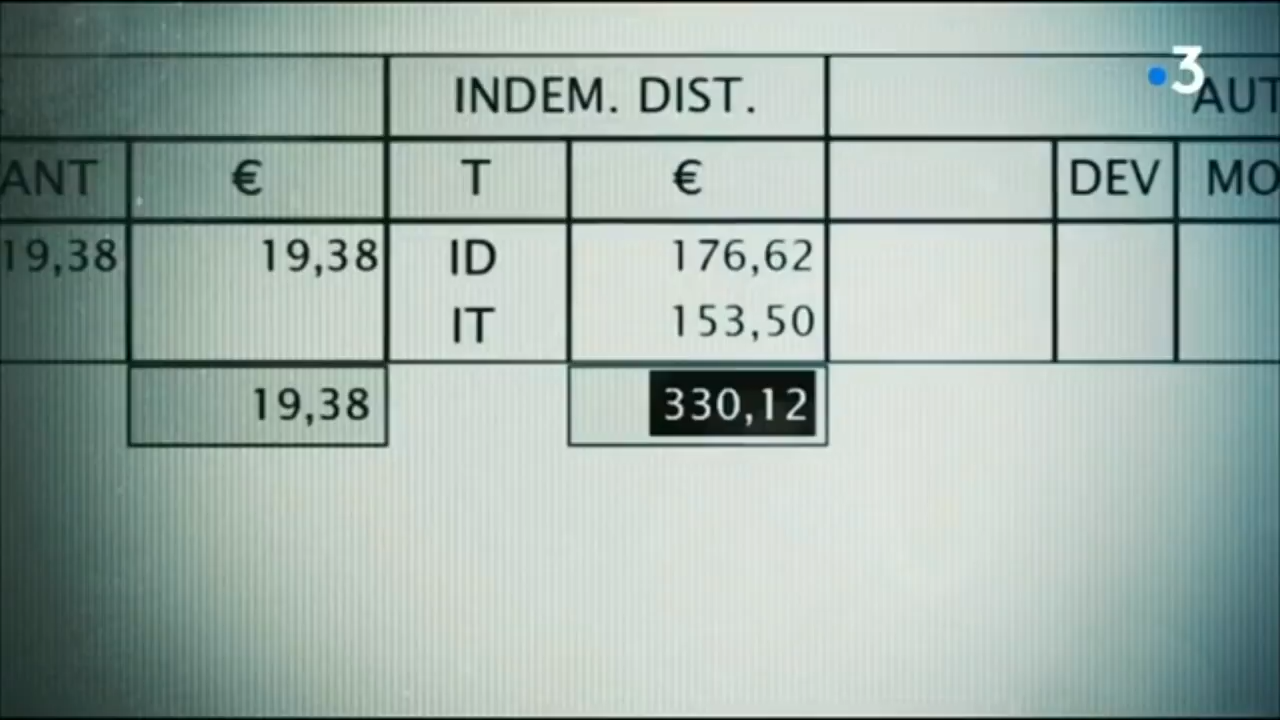 INDEM. DIST.
3
AUT
ANT € T € DEV MO
19,38 19,38 ID 176,62
IT 153,50
19,38 330,12